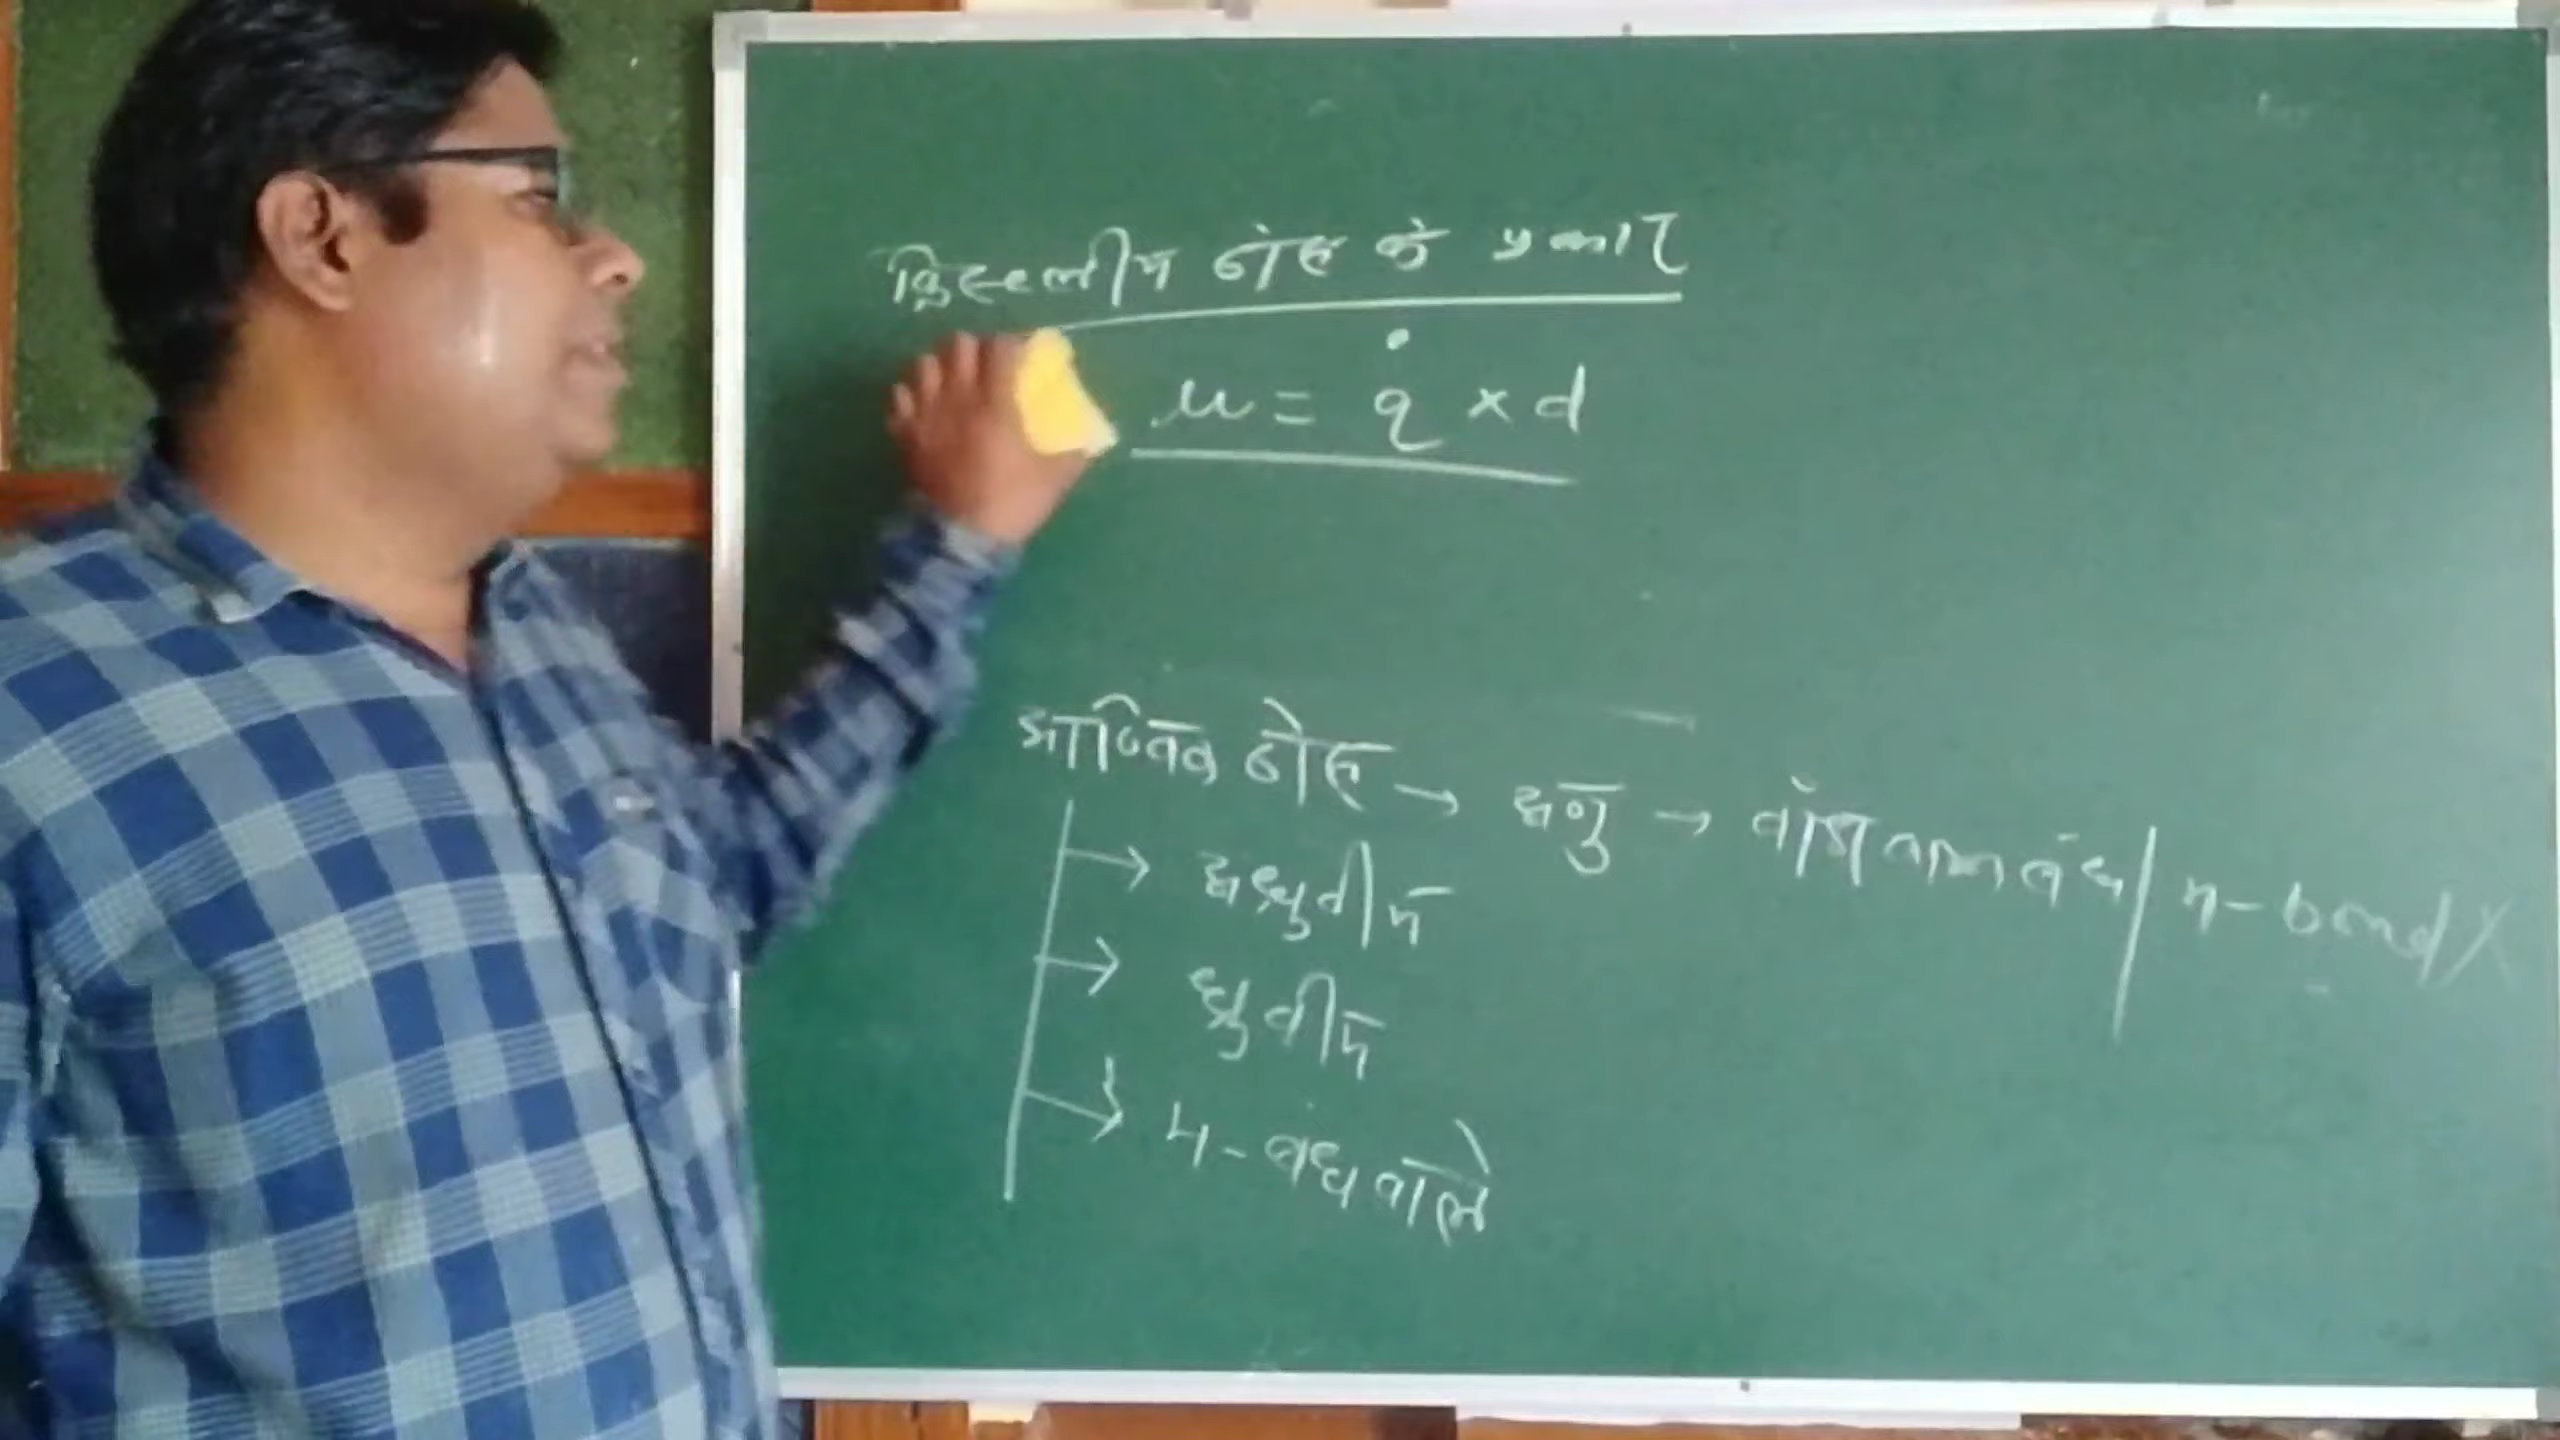 क्रिस्टलीय ठोस के प्रकार
μ = q × d
आण्विक ठोस → अणु → वांडरवाल बंध / H-bond X
→ अध्रुवीय
→ ध्रुवीय
→ H-बंध वाले